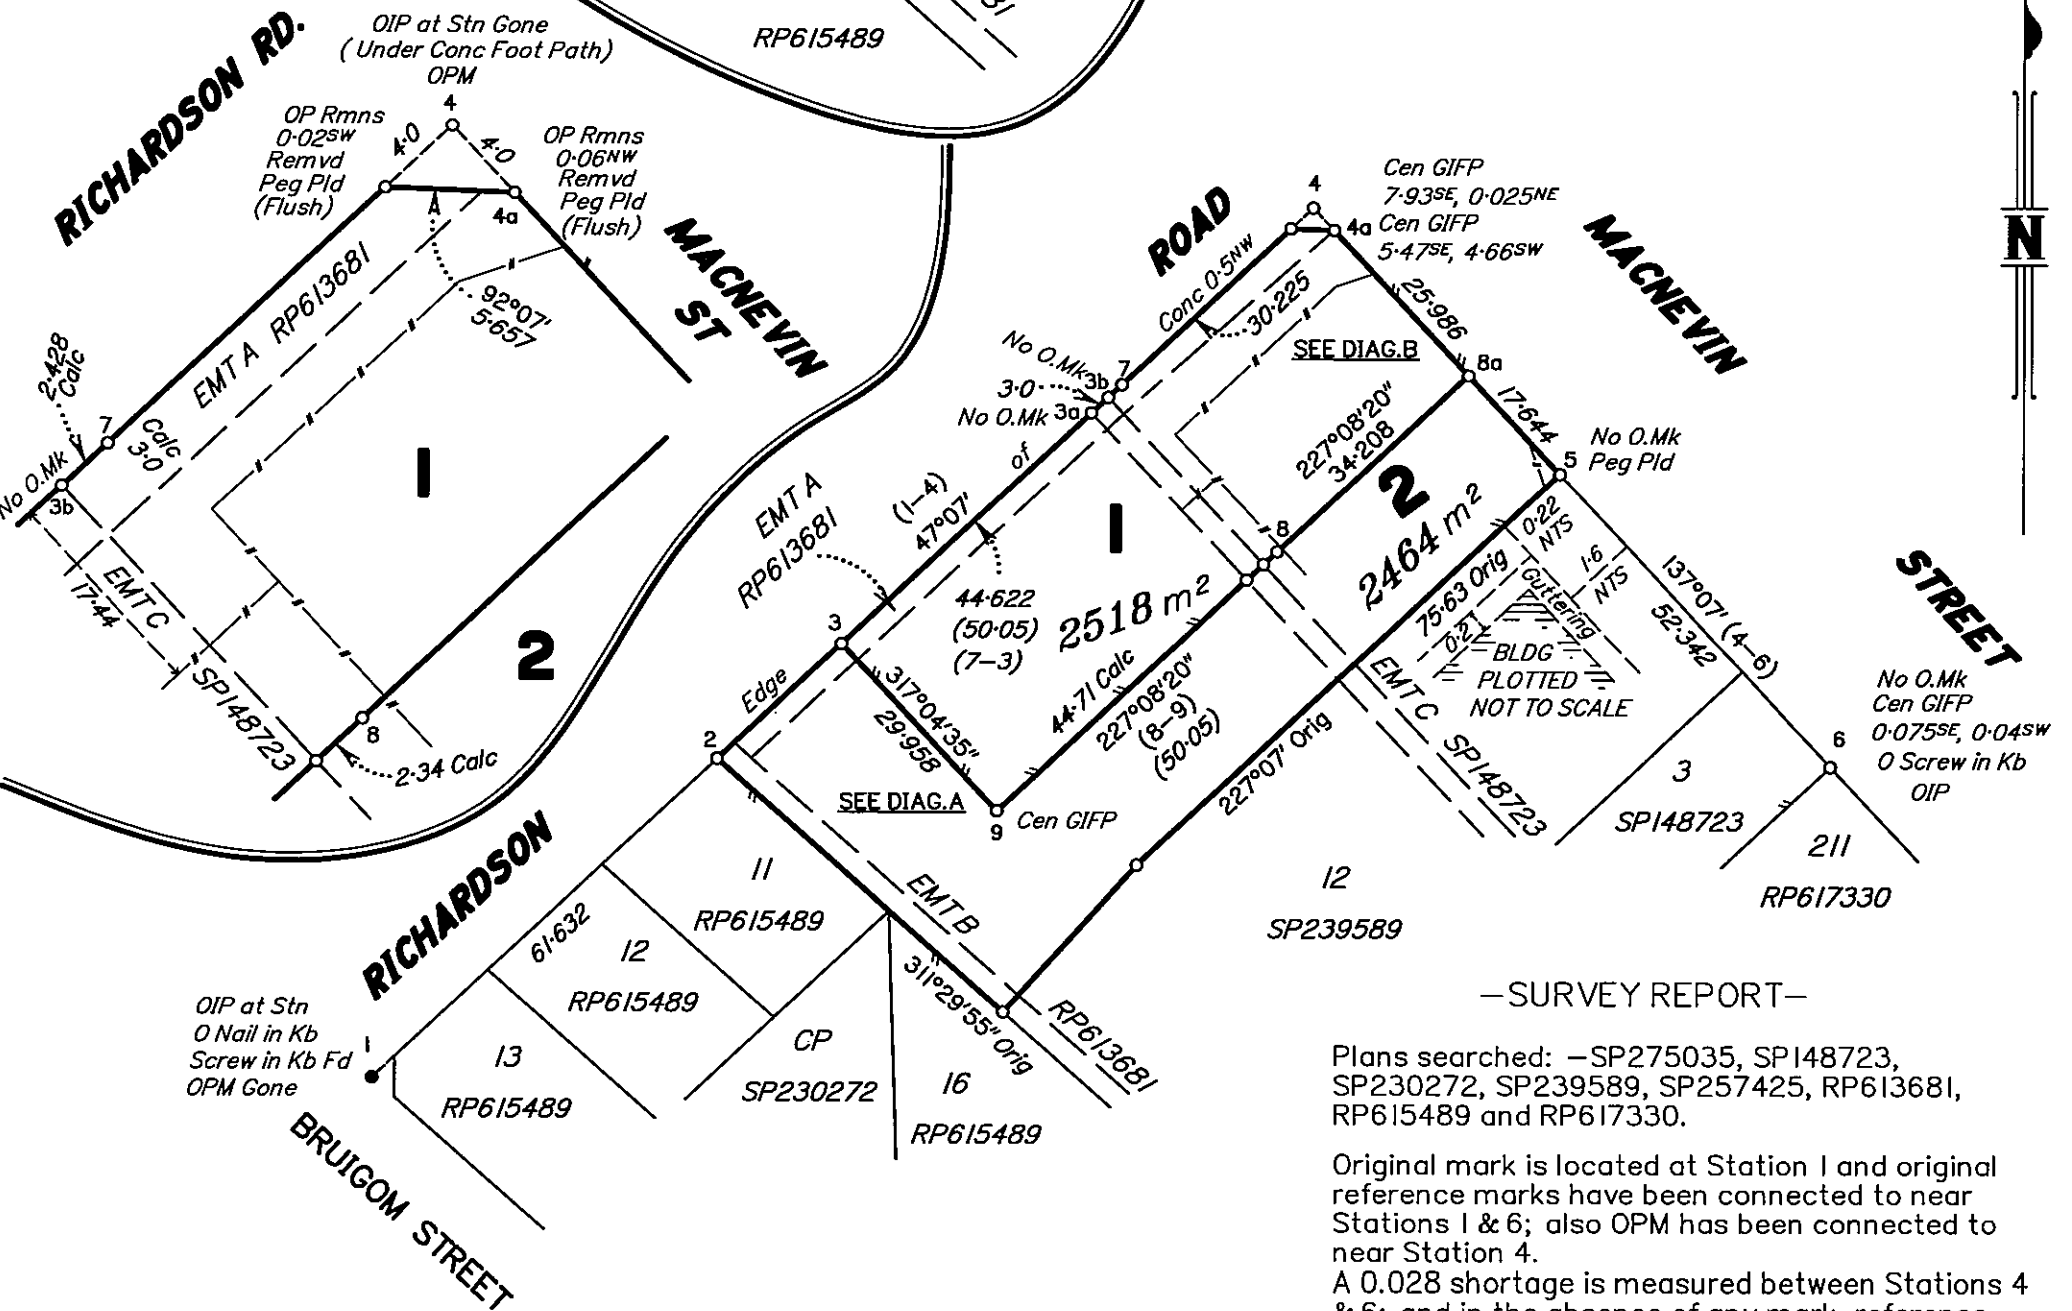 RP615489
RICHARDSON RD.
OIP at Stn Gone
(Under Conc Foot Path)
OPM
4
OP Rmns
0·02SW
Remvd
Peg Pld
(Flush)
4·0
4·0
OP Rmns
0·06NW
Remvd
Peg Pld
(Flush)
4a
MACNEVIN
ST
EMT A RP613681
92°07'
5·657
2·428
Calc
7
Calc
3·0
No O.Mk
3b
1
17·44
EMT C
SP148723
2
8
2·34 Calc
Cen GIFP
7·93SE, 0·025NE
Cen GIFP
5·47SE, 4·66SW
4
4a
ROAD
MACNEVIN
Conc 0·5NW
30·225
25·986
SEE DIAG.B
8a
N
No O.Mk
3b
7
3·0
No O.Mk
3a
17·644
227°08'20"
34·208
5
No O.Mk
Peg Pld
of
(1–4)
47°07'
EMT A
RP613681
1
2
2464 m²
8
0·22
NTS
1·6
NTS
75·63 Orig
Guttering
0·21
BLDG
PLOTTED
NOT TO SCALE
137°07' (4–6)
52·342
STREET
44·622
(50·05)
(7–3)
2518 m²
3
Edge
317°04'35"
29·958
44·71 Calc
227°08'20"
(8–9)
(50·05)
EMT C
SP148723
227°07' Orig
No O.Mk
Cen GIFP
0·075SE, 0·04SW
O Screw in Kb
OIP
6
2
SEE DIAG.A
9
Cen GIFP
3
SP148723
211
RP617330
RICHARDSON
11
RP615489
EMT B
12
SP239589
61·632
12
RP615489
311°29'55" Orig
RP613681
OIP at Stn
O Nail in Kb
Screw in Kb Fd
OPM Gone
1
13
RP615489
CP
SP230272
16
RP615489
BRUIGOM STREET
–SURVEY REPORT–
Plans searched: –SP275035, SP148723,
SP230272, SP239589, SP257425, RP613681,
RP615489 and RP617330.
Original mark is located at Station 1 and original
reference marks have been connected to near
Stations 1 & 6; also OPM has been connected to
near Station 4.
A 0.028 shortage is measured between Stations 4
& 6; and in the absence of any mark, reference